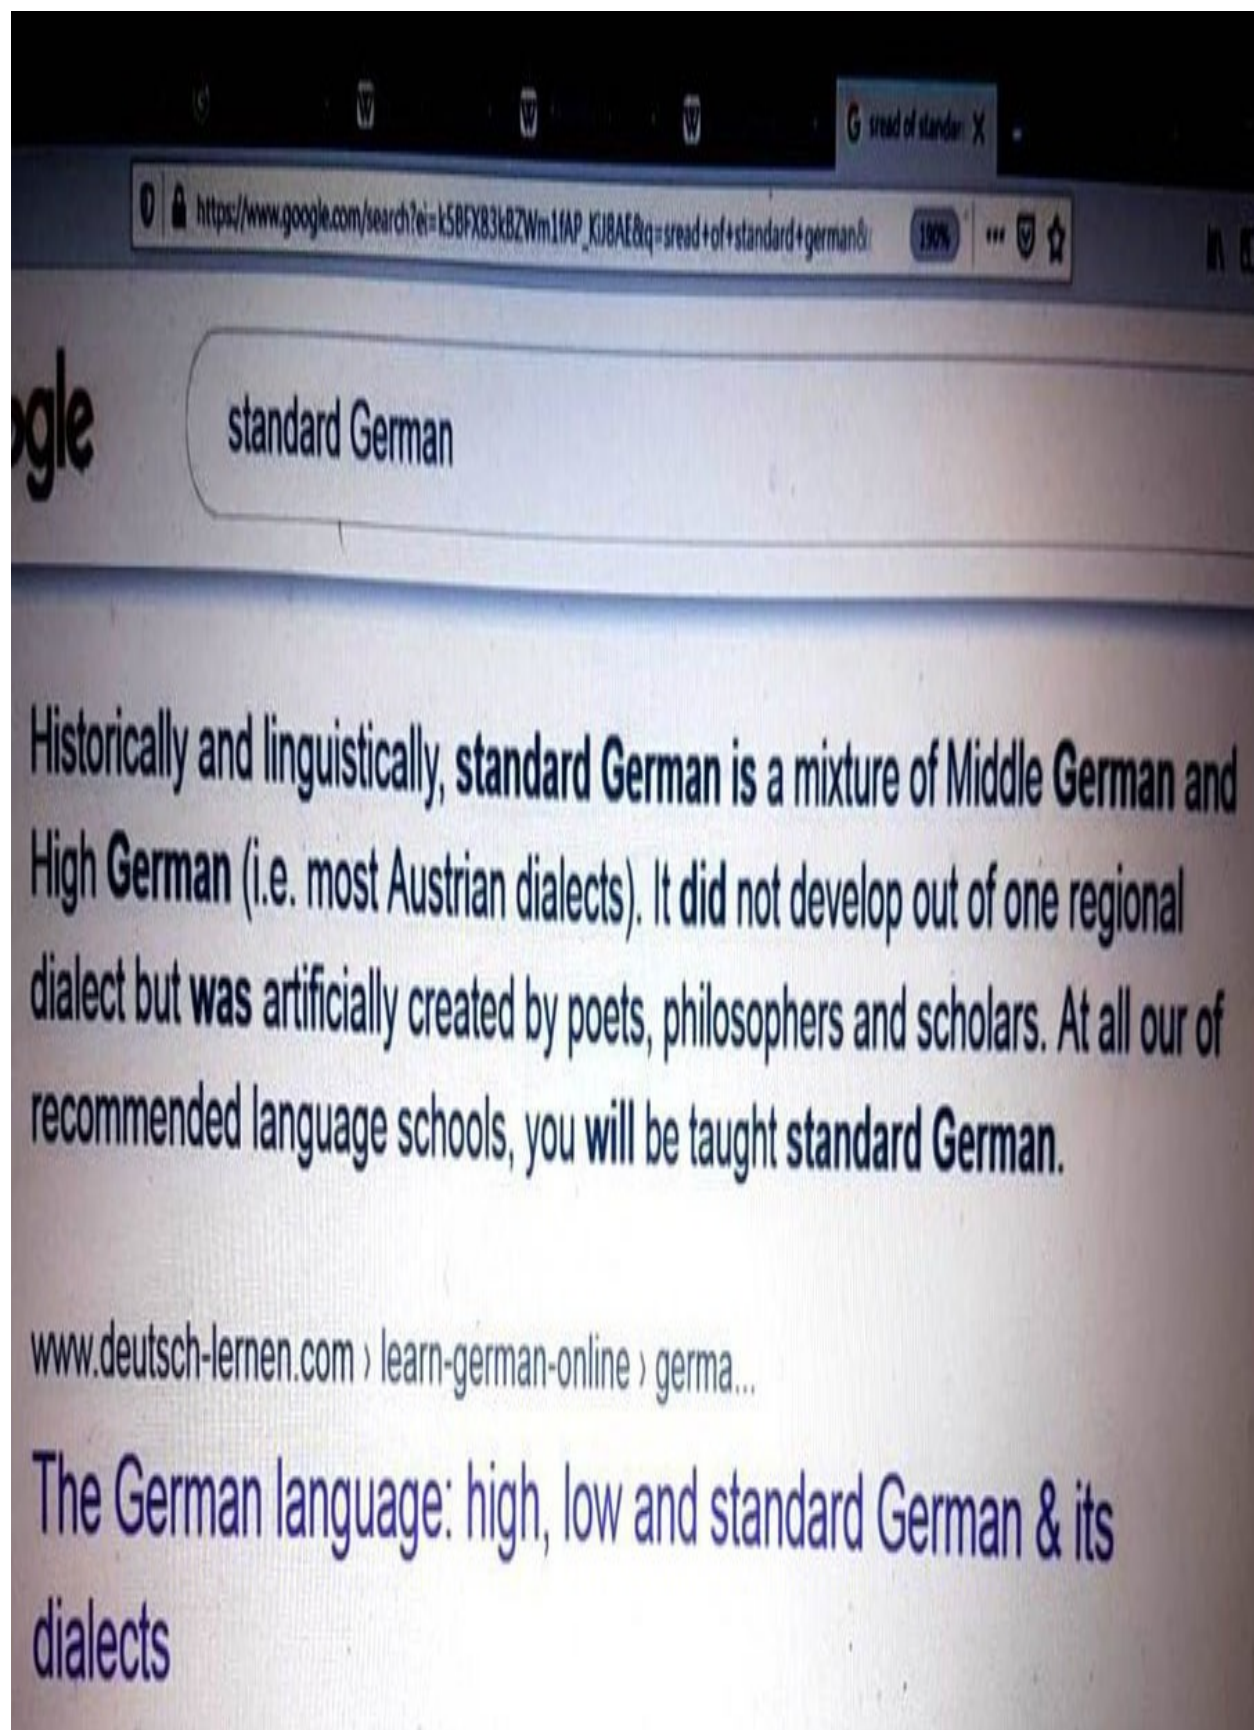 sread of standar
https://www.google.com/search?ei=k5BFX83kBZWm1fAP_KiJ8AE&q=sread+of+standard+german&
190%
ogle
standard German
Historically and linguistically, standard German is a mixture of Middle German and
High German (i.e. most Austrian dialects). It did not develop out of one regional
dialect but was artificially created by poets, philosophers and scholars. At all our of
recommended language schools, you will be taught standard German.
www.deutsch-lernen.com › learn-german-online › germa...
The German language: high, low and standard German & its
dialects